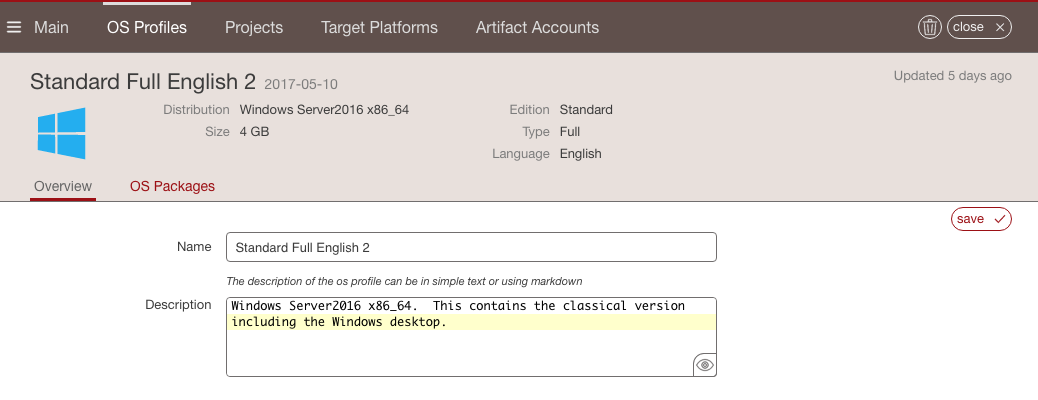 Main OS Profiles Projects Target Platforms Artifact Accounts close
Standard Full English 2 2017-05-10 Updated 5 days ago
Distribution Windows Server2016 x86_64 Edition Standard
Size 4 GB Type Full
Language English
Overview OS Packages
save
Name Standard Full English 2
The description of the os profile can be in simple text or using markdown
Description Windows Server2016 x86_64.  This contains the classical version
including the Windows desktop.